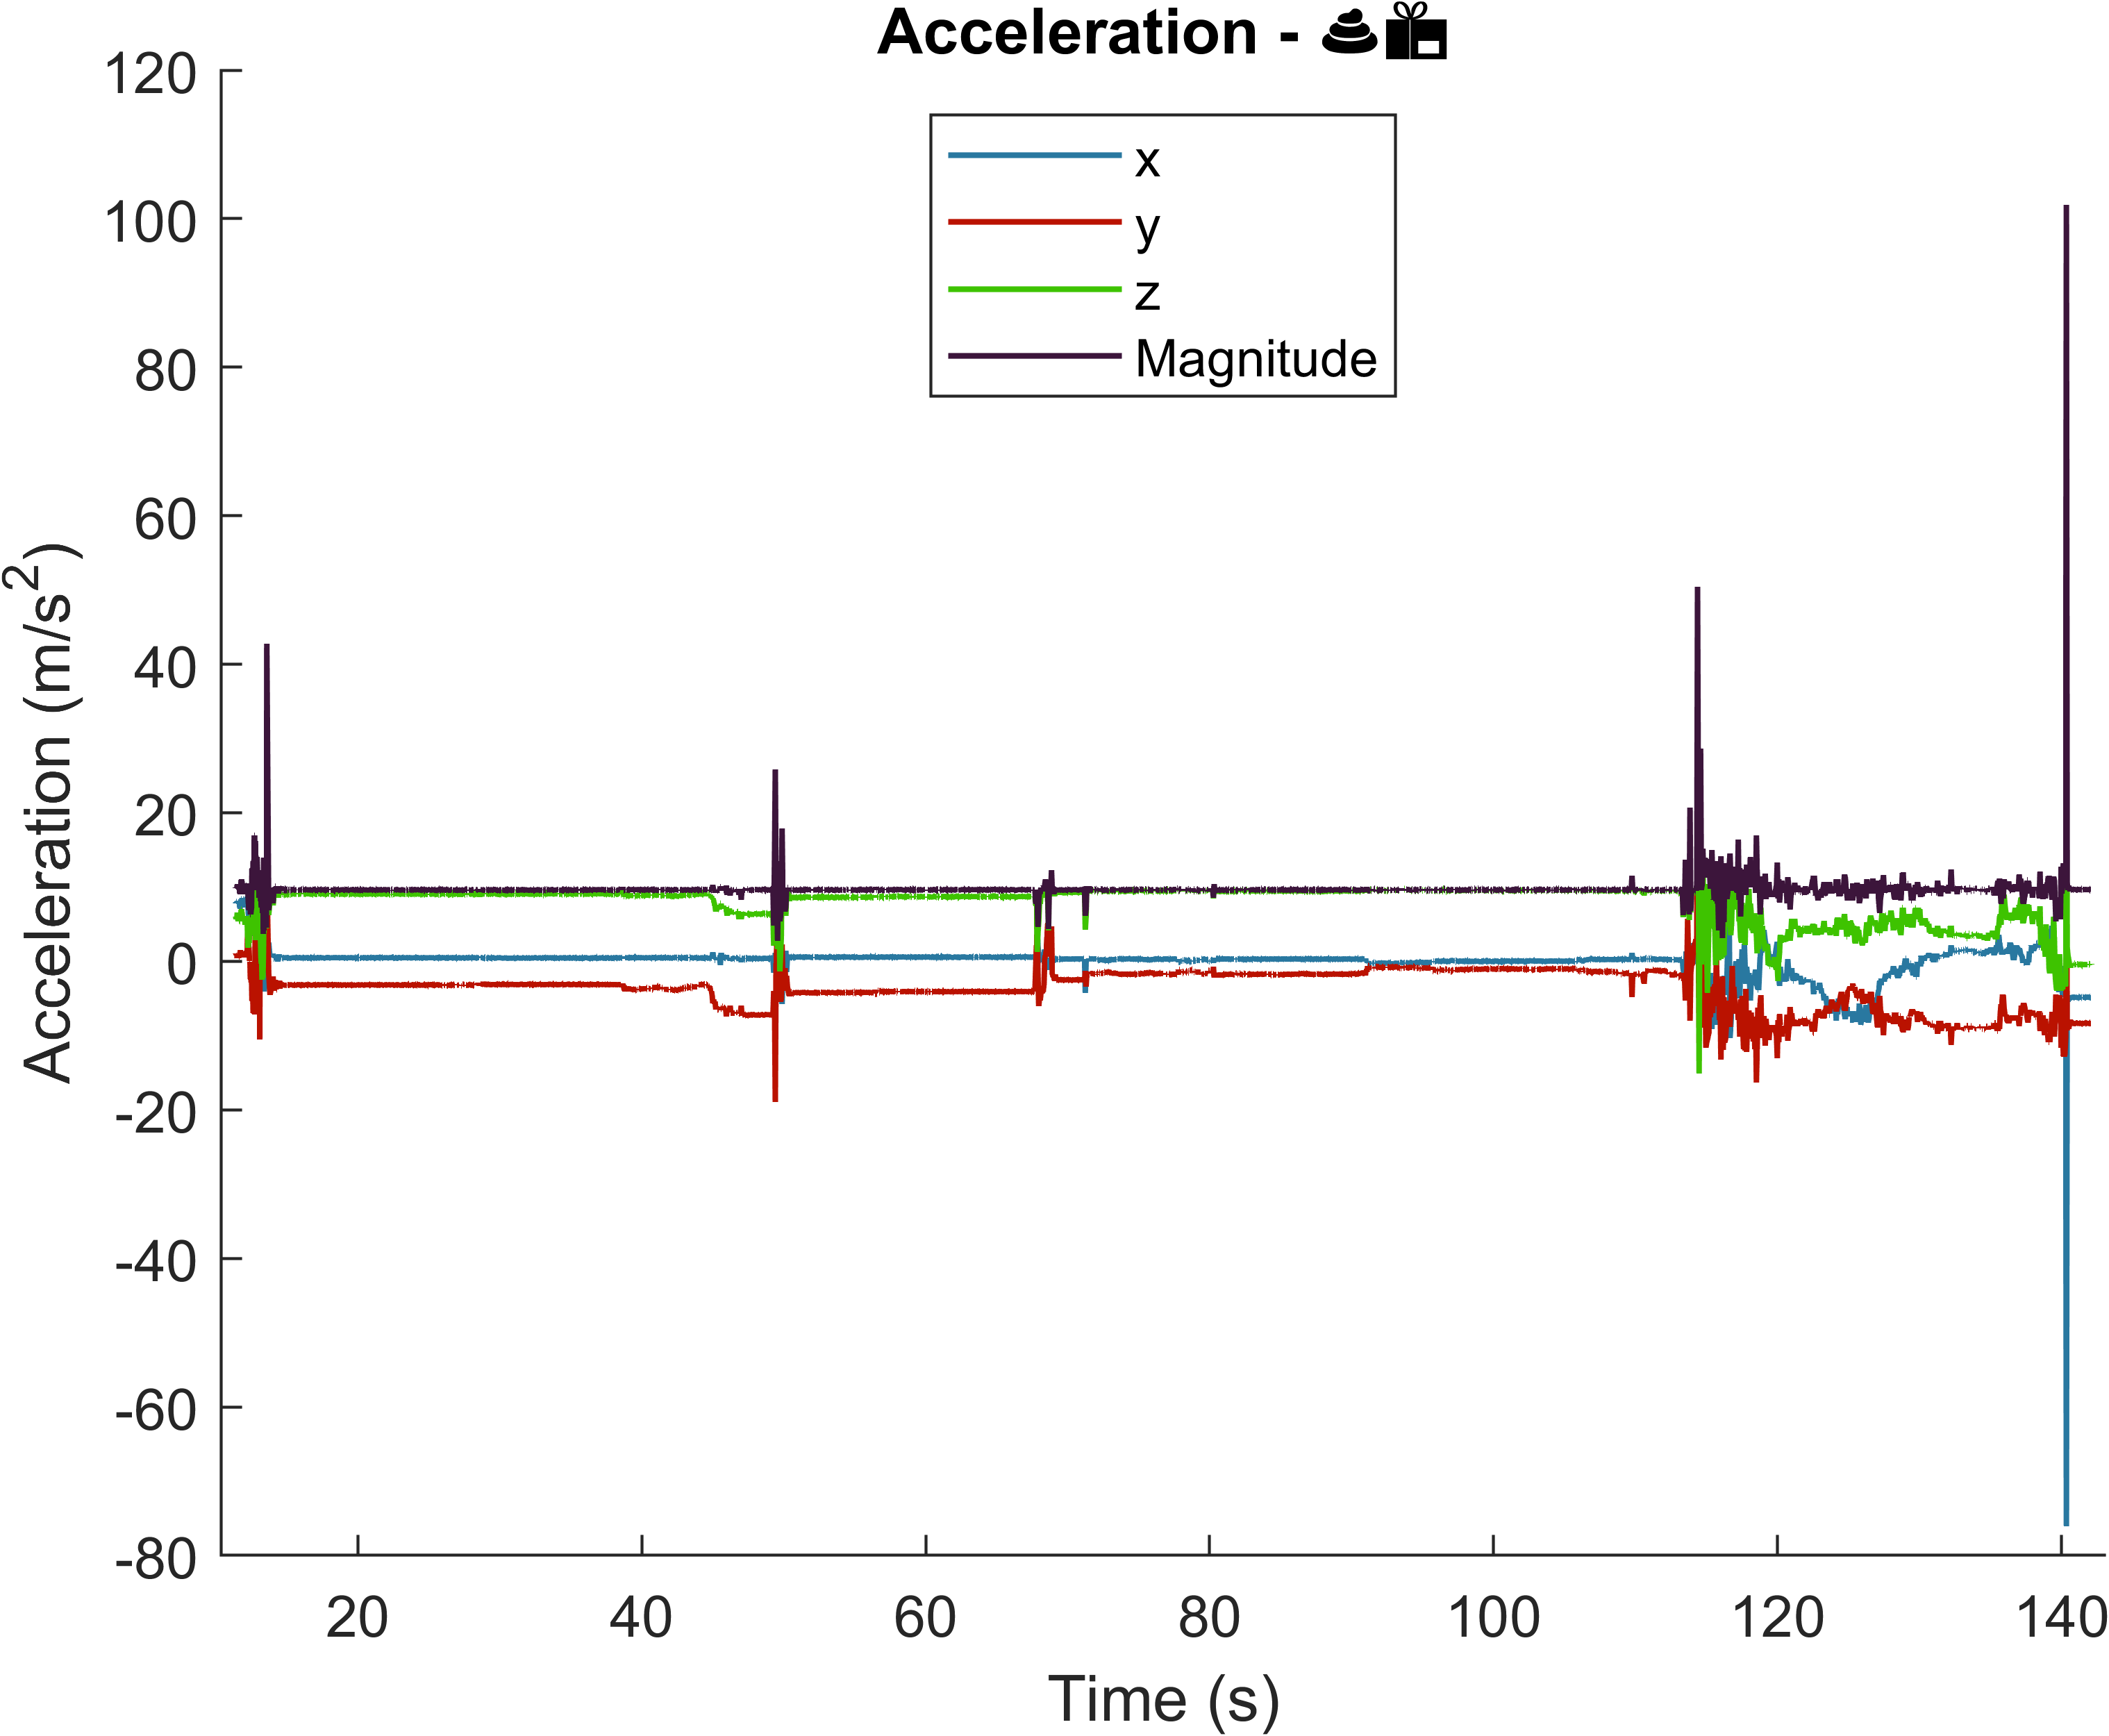 Acceleration - 💩🎁
x
y
z
Magnitude
120
100
80
60
40
20
0
-20
-40
-60
-80
Acceleration (m/s²)
20 40 60 80 100 120 140
Time (s)